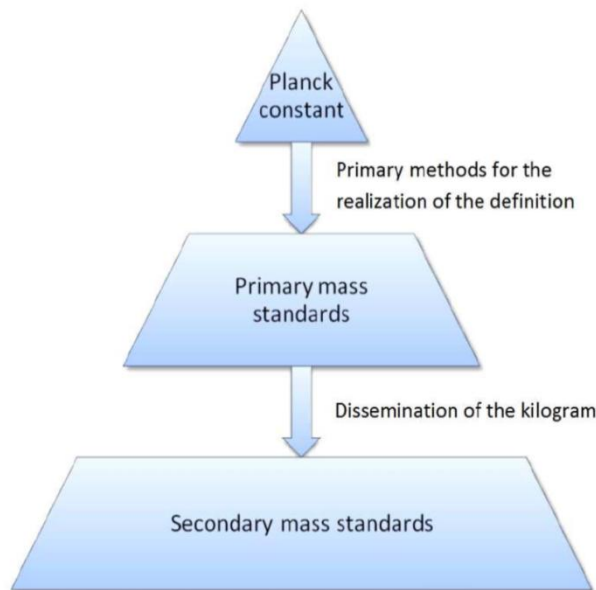 Planck
constant
Primary methods for the
realization of the definition
Primary mass
standards
Dissemination of the kilogram
Secondary mass standards